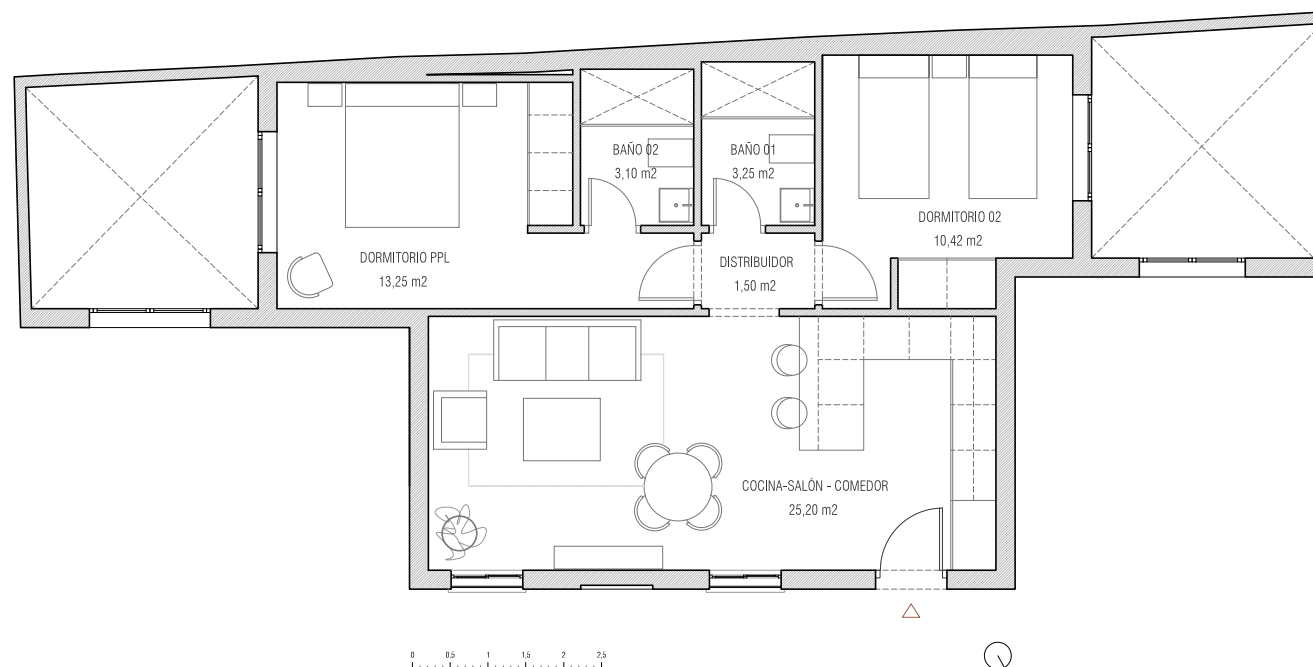 BAÑO 02
3,10 m2
BAÑO 01
3,25 m2
DORMITORIO 02
10,42 m2
DORMITORIO PPL
13,25 m2
DISTRIBUIDOR
1,50 m2
COCINA-SALÓN - COMEDOR
25,20 m2
0 0,5 1 1,5 2 2,5